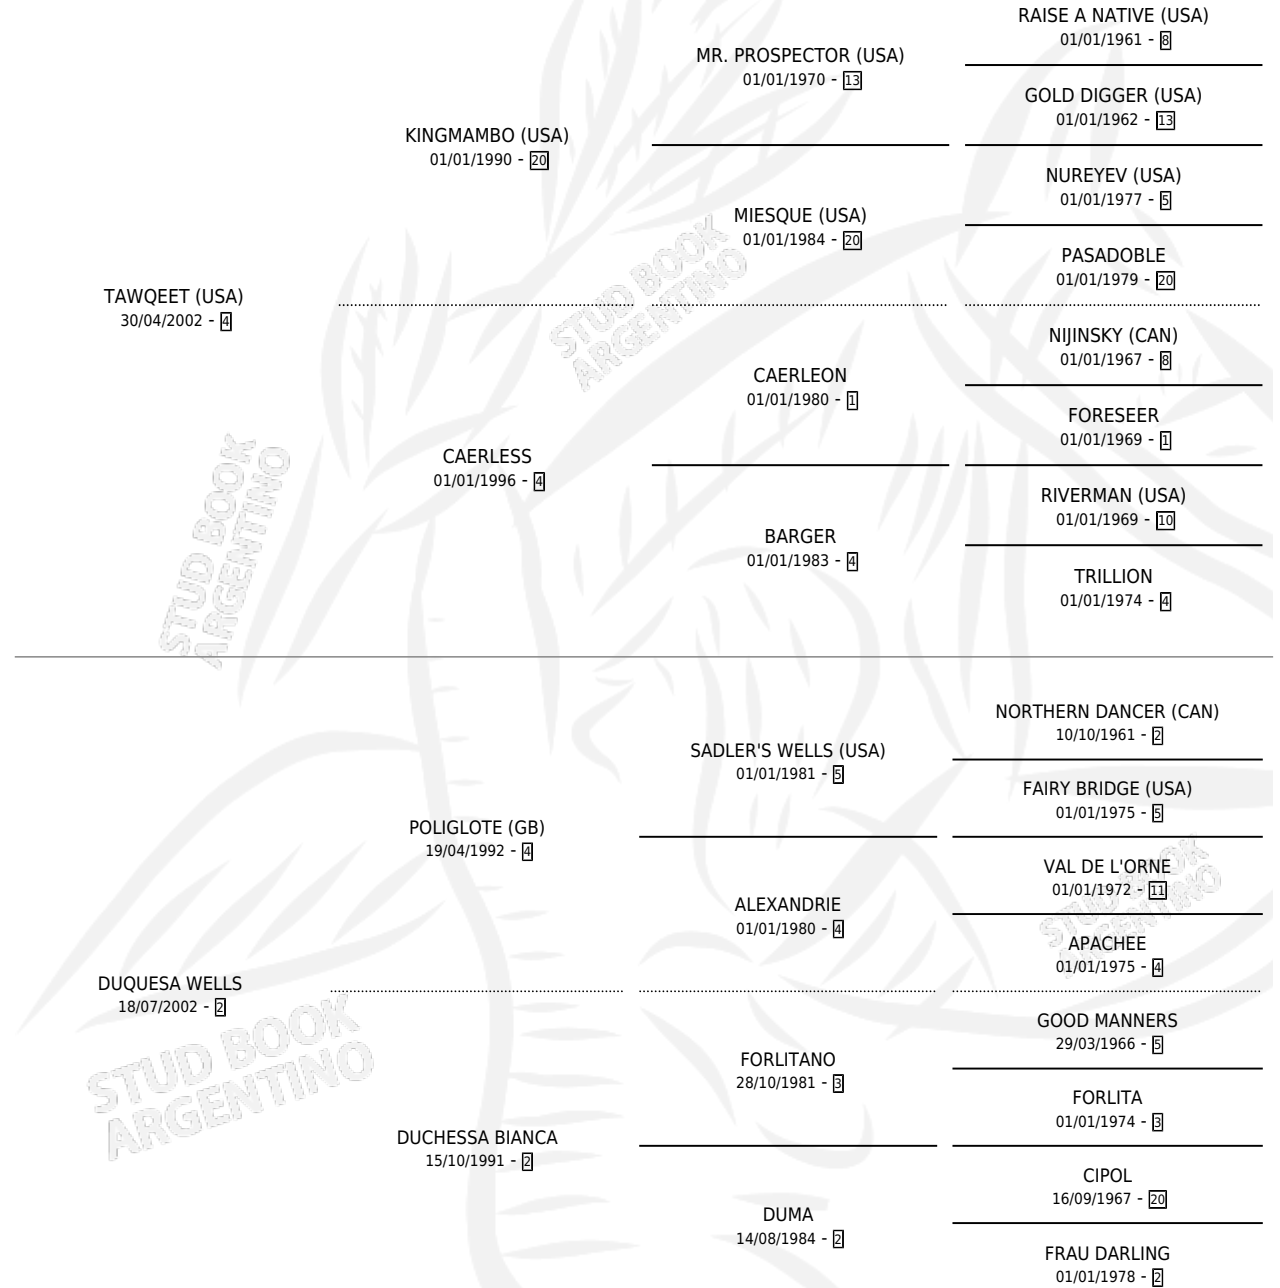 RAISE A NATIVE (USA)
01/01/1961 - 8
MR. PROSPECTOR (USA)
01/01/1970 - 13
GOLD DIGGER (USA)
01/01/1962 - 13
KINGMAMBO (USA)
01/01/1990 - 20
NUREYEV (USA)
01/01/1977 - 5
MIESQUE (USA)
01/01/1984 - 20
PASADOBLE
01/01/1979 - 20
TAWQEET (USA)
30/04/2002 - 4
NIJINSKY (CAN)
01/01/1967 - 8
CAERLEON
01/01/1980 - 1
FORESEER
01/01/1969 - 1
CAERLESS
01/01/1996 - 4
RIVERMAN (USA)
01/01/1969 - 10
BARGER
01/01/1983 - 4
TRILLION
01/01/1974 - 4
NORTHERN DANCER (CAN)
10/10/1961 - 2
SADLER'S WELLS (USA)
01/01/1981 - 5
FAIRY BRIDGE (USA)
01/01/1975 - 5
POLIGLOTE (GB)
19/04/1992 - 4
VAL DE L'ORNE
01/01/1972 - 11
ALEXANDRIE
01/01/1980 - 4
APACHEE
01/01/1975 - 4
DUQUESA WELLS
18/07/2002 - 2
GOOD MANNERS
29/03/1966 - 5
FORLITANO
28/10/1981 - 3
FORLITA
01/01/1974 - 3
DUCHESSA BIANCA
15/10/1991 - 2
CIPOL
16/09/1967 - 20
DUMA
14/08/1984 - 2
FRAU DARLING
01/01/1978 - 2
STUD BOOK
ARGENTINO
STUD BOOK
ARGENTINO
STUD BOOK
ARGENTINO
STUD BOOK
ARGENTINO